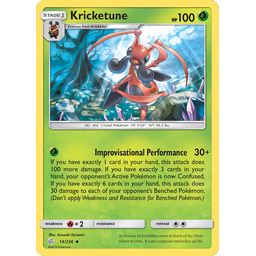 STAGE 1
Kricketune
HP 100
Evolves from Kricketot
NO. 402 Cricket Pokémon HT: 3'03" WT: 56.2 lbs.
Improvisational Performance 30+
If you have exactly 1 card in your hand, this attack does
100 more damage. If you have exactly 3 cards in your
hand, your opponent's Active Pokémon is now Confused.
If you have exactly 6 cards in your hand, this attack does
30 damage to each of your opponent's Benched Pokémon.
(Don't apply Weakness and Resistance for Benched Pokémon.)
weakness ×2 resistance retreat
14/236